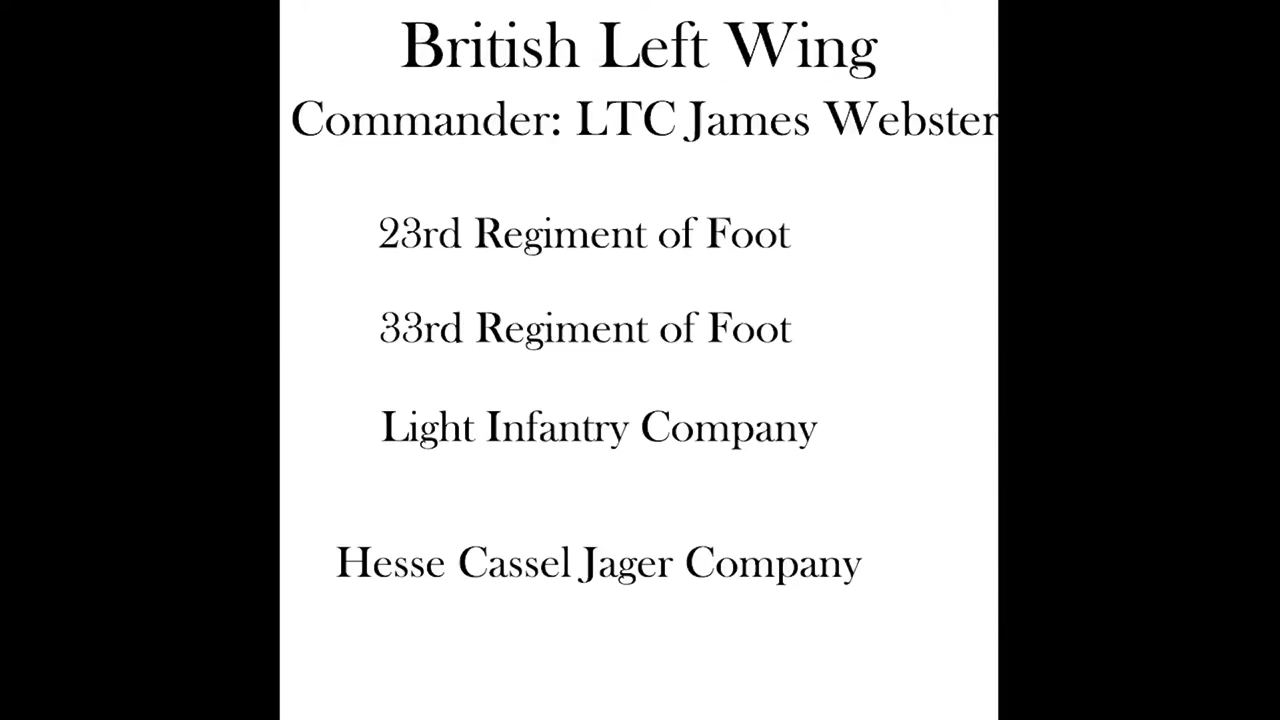 British Left Wing
Commander: LTC James Webster
23rd Regiment of Foot
33rd Regiment of Foot
Light Infantry Company
Hesse Cassel Jager Company